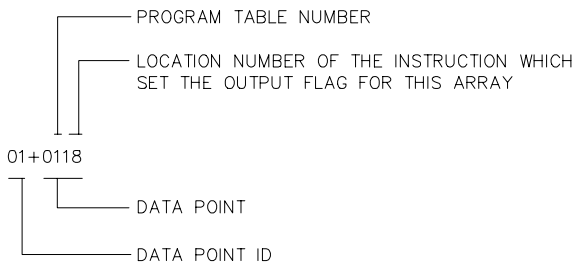 PROGRAM TABLE NUMBER
LOCATION NUMBER OF THE INSTRUCTION WHICH
SET THE OUTPUT FLAG FOR THIS ARRAY
01+0118
DATA POINT
DATA POINT ID